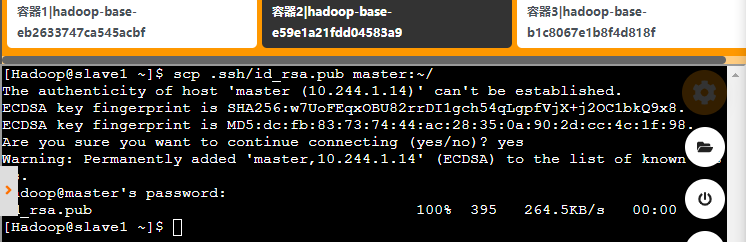 容器1|hadoop-base-
eb2633747ca545acbf
容器2|hadoop-base-
e59e1a21fdd04583a9
容器3|hadoop-base-
b1c8067e1b8f4d818f
[Hadoop@slave1 ~]$ scp .ssh/id_rsa.pub master:~/
The authenticity of host 'master (10.244.1.14)' can't be established.
ECDSA key fingerprint is SHA256:w7UoFEqxOBU82rrDI1gch54qLgpfVjX+j2OC1bkQ9x8.
ECDSA key fingerprint is MD5:dc:fb:83:73:74:44:ac:28:35:0a:90:2d:cc:4c:1f:98.
Are you sure you want to continue connecting (yes/no)? yes
Warning: Permanently added 'master,10.244.1.14' (ECDSA) to the list of known
s.
adoop@master's password:
d_rsa.pub 100% 395 264.5KB/s 00:00
[Hadoop@slave1 ~]$